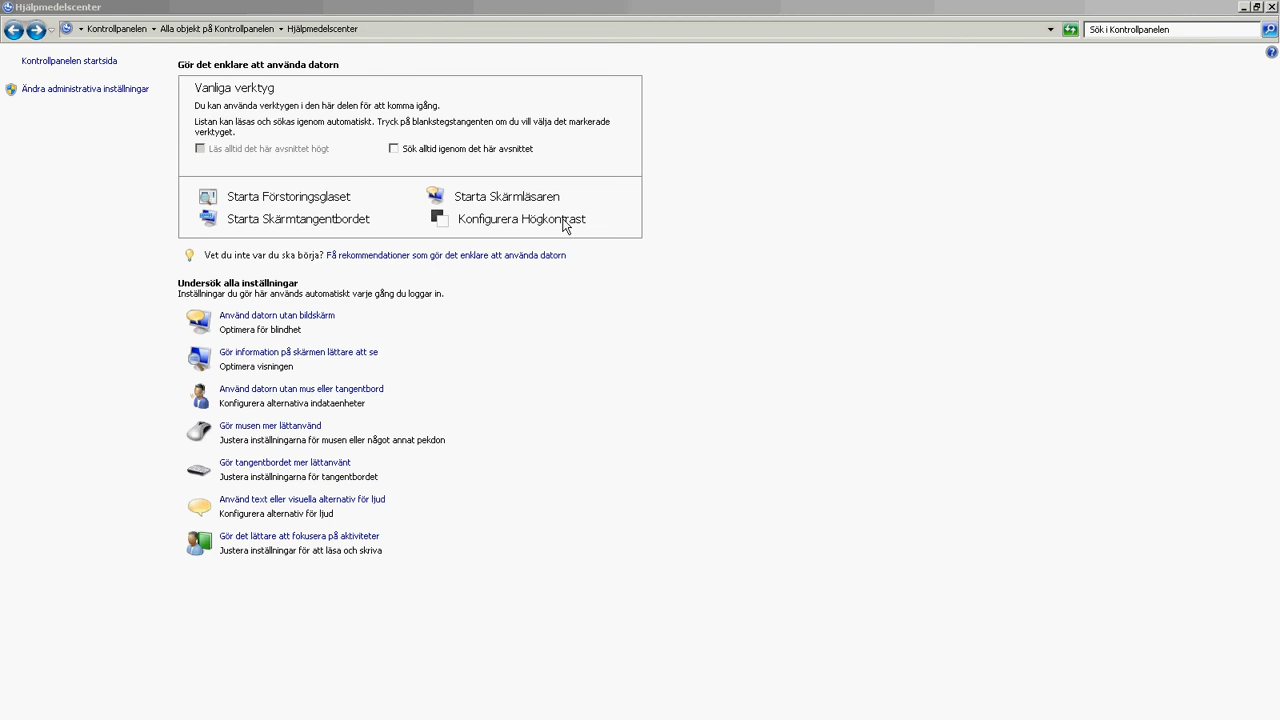 Hjälpmedelscenter
Kontrollpanelen Alla objekt på Kontrollpanelen Hjälpmedelscenter
Sök i Kontrollpanelen
Kontrollpanelen startsida
Ändra administrativa inställningar
Gör det enklare att använda datorn
Vanliga verktyg
Du kan använda verktygen i den här delen för att komma igång.
Listan kan läsas och sökas igenom automatiskt. Tryck på blankstegstangenten om du vill välja det markerade
verktyget.
Läs alltid det här avsnittet högt Sök alltid igenom det här avsnittet
Starta Förstoringsglaset Starta Skärmläsaren
Starta Skärmtangentbordet Konfigurera Högkontrast
Vet du inte var du ska börja? Få rekommendationer som gör det enklare att använda datorn
Undersök alla inställningar
Inställningar du gör här används automatiskt varje gång du loggar in.
Använd datorn utan bildskärm
Optimera för blindhet
Gör information på skärmen lättare att se
Optimera visningen
Använd datorn utan mus eller tangentbord
Konfigurera alternativa indataenheter
Gör musen mer lättanvänd
Justera inställningarna för musen eller något annat pekdon
Gör tangentbordet mer lättanvänt
Justera inställningarna för tangentbordet
Använd text eller visuella alternativ för ljud
Konfigurera alternativ för ljud
Gör det lättare att fokusera på aktiviteter
Justera inställningar för att läsa och skriva